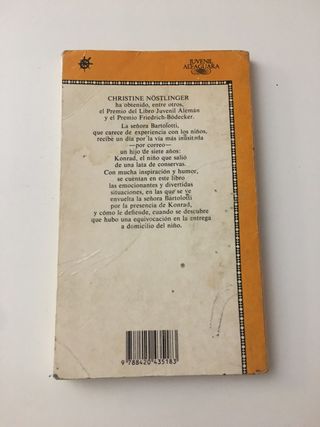 JUVENIL
ALFAGUARA
CHRISTINE NÖSTLINGER
ha obtenido, entre otros,
el Premio del Libro Juvenil Alemán
y el Premio Friedrich-Bödecker.
La señora Bartolotti,
que carece de experiencia con los niños,
recibe un día por la vía más insólita
—por correo—
un hijo de siete años:
Konrad, el niño que salió
de una lata de conservas.
Con mucha inspiración y humor,
se cuentan en este libro
las emocionantes y divertidas
situaciones, en las que se ve
envuelta la señora Bartolotti
por la presencia de Konrad,
y cómo le defiende, cuando se descubre
que hubo una equivocación en la entrega
a domicilio del niño.
9 788420 435183